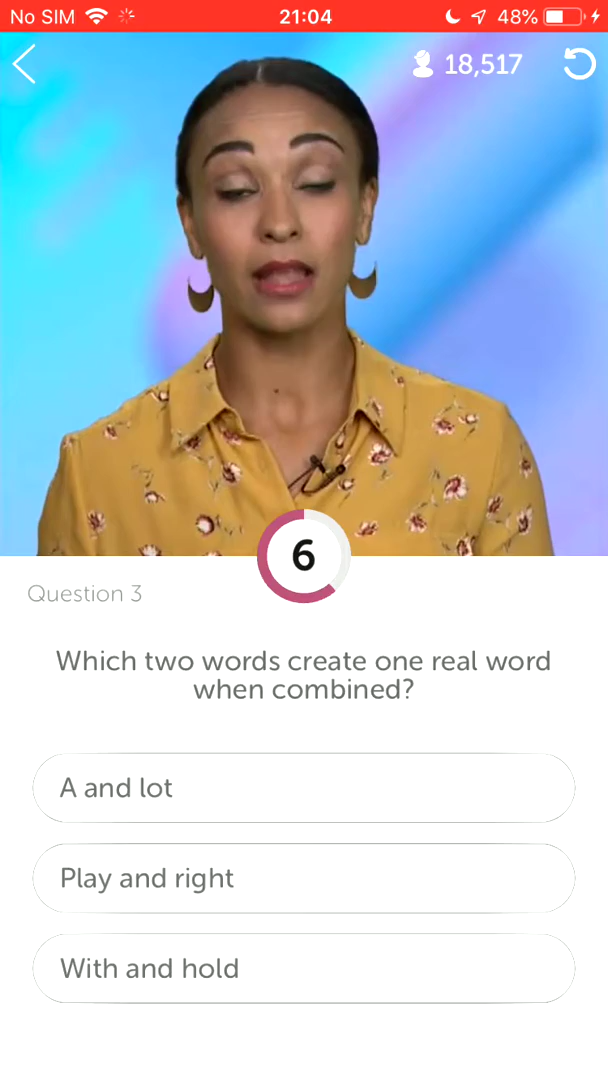 No SIM 21:04 48%
18,517
6
Question 3
Which two words create one real word
when combined?
A and lot
Play and right
With and hold